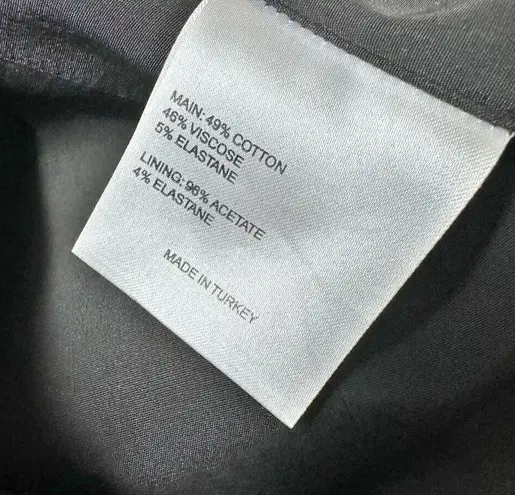 MAIN: 49% COTTON
46% VISCOSE
5% ELASTANE
LINING: 96% ACETATE
4% ELASTANE
MADE IN TURKEY